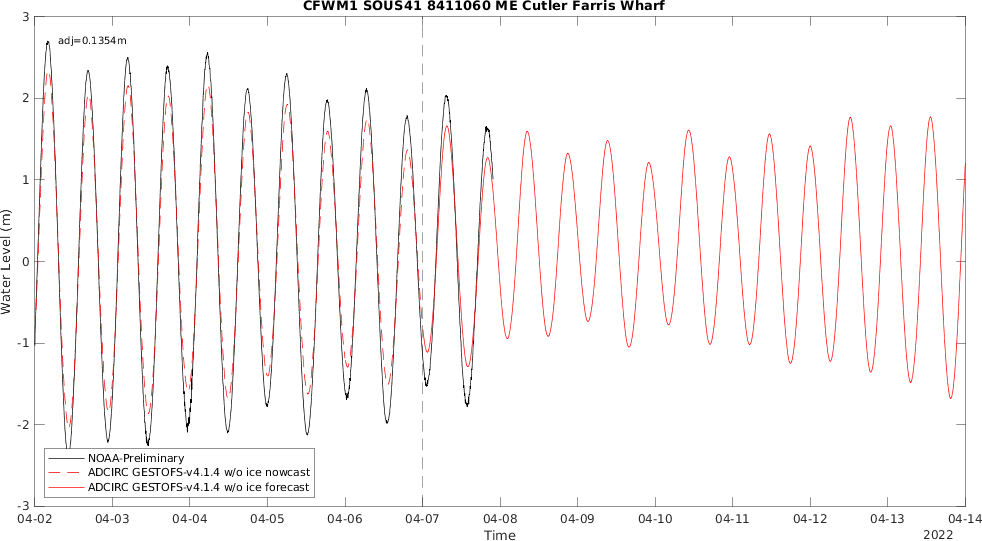 CFWM1 SOUS41 8411060 ME Cutler Farris Wharf
adj=0.1354m
3
2
1
0
-1
-2
-3
Water Level (m)
NOAA-Preliminary
ADCIRC GESTOFS-v4.1.4 w/o ice nowcast
ADCIRC GESTOFS-v4.1.4 w/o ice forecast
04-02 04-03 04-04 04-05 04-06 04-07 04-08 04-09 04-10 04-11 04-12 04-13 04-14
Time
2022